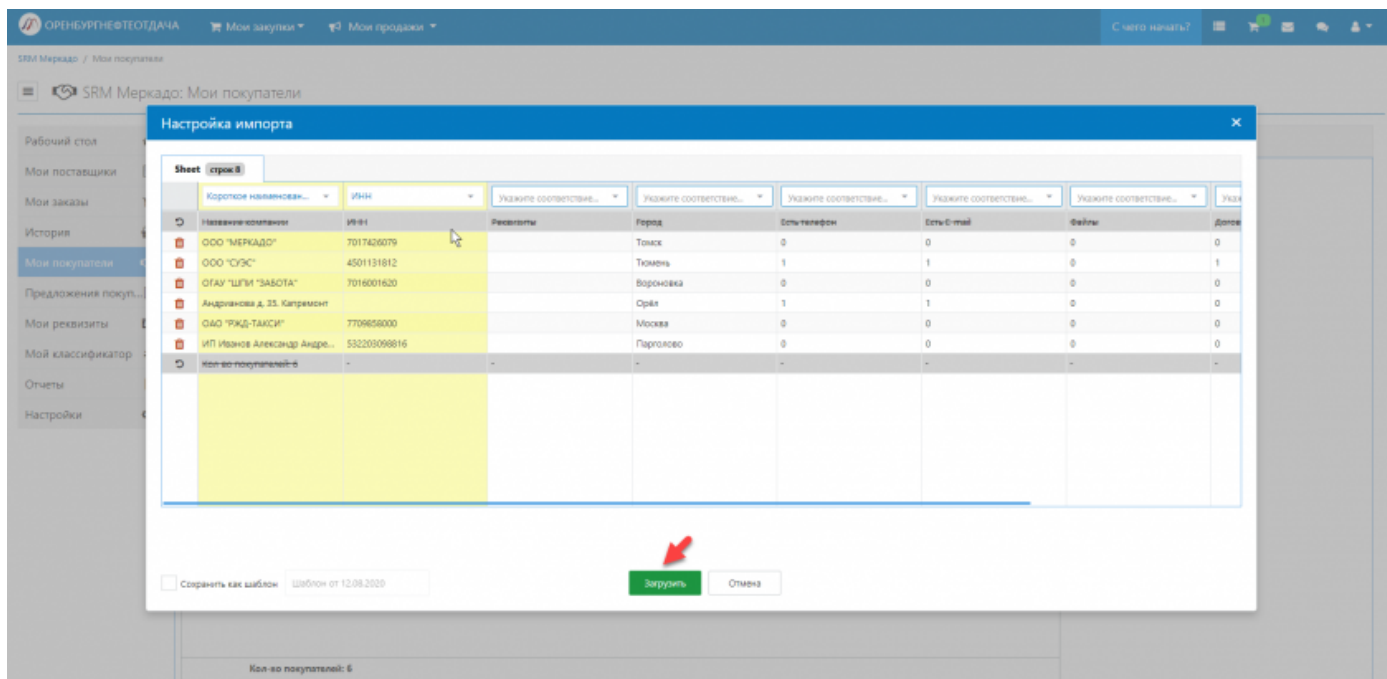 ОРЕНБУРГНЕФТЕОТДАЧА Мои закупки Мои продажи С чего начать? 1
SRM Меркадо / Мои покупатели
SRM Меркадо: Мои покупатели
Настройка импорта
Рабочий стол
Мои поставщики
Мои заказы
История
Мои покупатели
Предложения покуп...
Мои реквизиты
Мой классификатор
Отчеты
Настройки
Sheet строк 8
Короткое наименован... ИНН Укажите соответствие... Укажите соответствие... Укажите соответствие... Укажите соответствие... Укажите соответствие... Укаж
Название компании ИНН Реквизиты Город Есть телефон Есть E-mail Файлы Догов
ООО "МЕРКАДО" 7017426079 Томск 0 0 0 0
ООО "СУЭС" 4501131812 Тюмень 1 1 0 1
ОГАУ "ШПИ "ЗАБОТА" 7016001620 Вороновка 0 0 0 0
Андрианова д. 35. Капремонт Орёл 1 1 0 0
ОАО "РЖД-ТАКСИ" 7709858000 Москва 0 0 0 0
ИП Иванов Александр Андре... 532203098816 Парголово 0 0 0 0
Кол-во покупателей: 6 - - - - - - -
Сохранить как шаблон Шаблон от 12.08.2020 Загрузить Отмена
Кол-во покупателей: 6